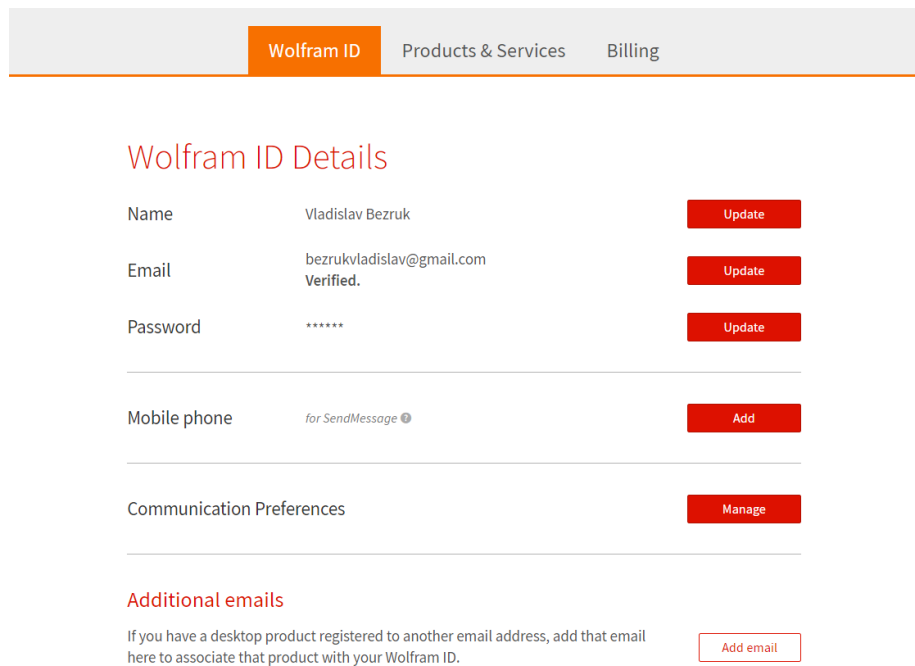 Wolfram ID Products & Services Billing
Wolfram ID Details
Name Vladislav Bezruk Update
Email bezrukvladislav@gmail.com Update
Verified.
Password ****** Update
Mobile phone for SendMessage ? Add
Communication Preferences Manage
Additional emails
If you have a desktop product registered to another email address, add that email
here to associate that product with your Wolfram ID.
Add email